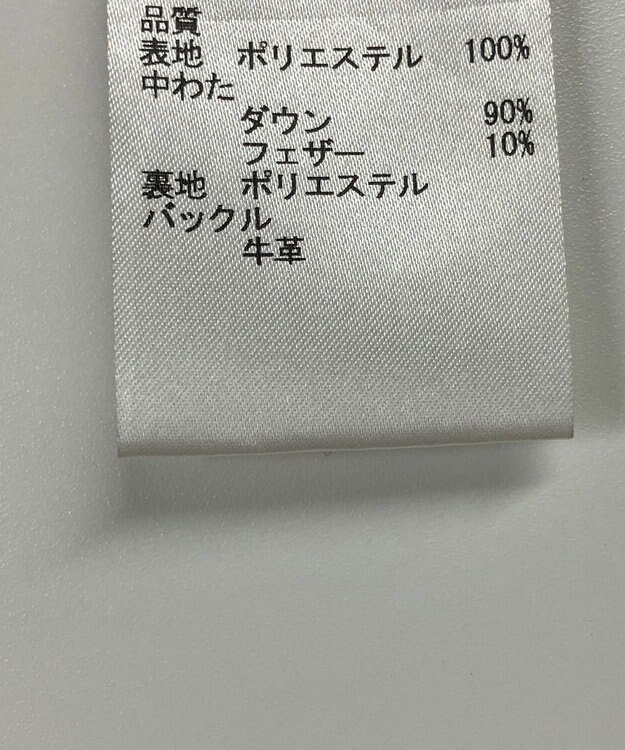 品質
表地 ポリエステル 100%
中わた
ダウン 90%
フェザー 10%
裏地 ポリエステル
バックル
牛革